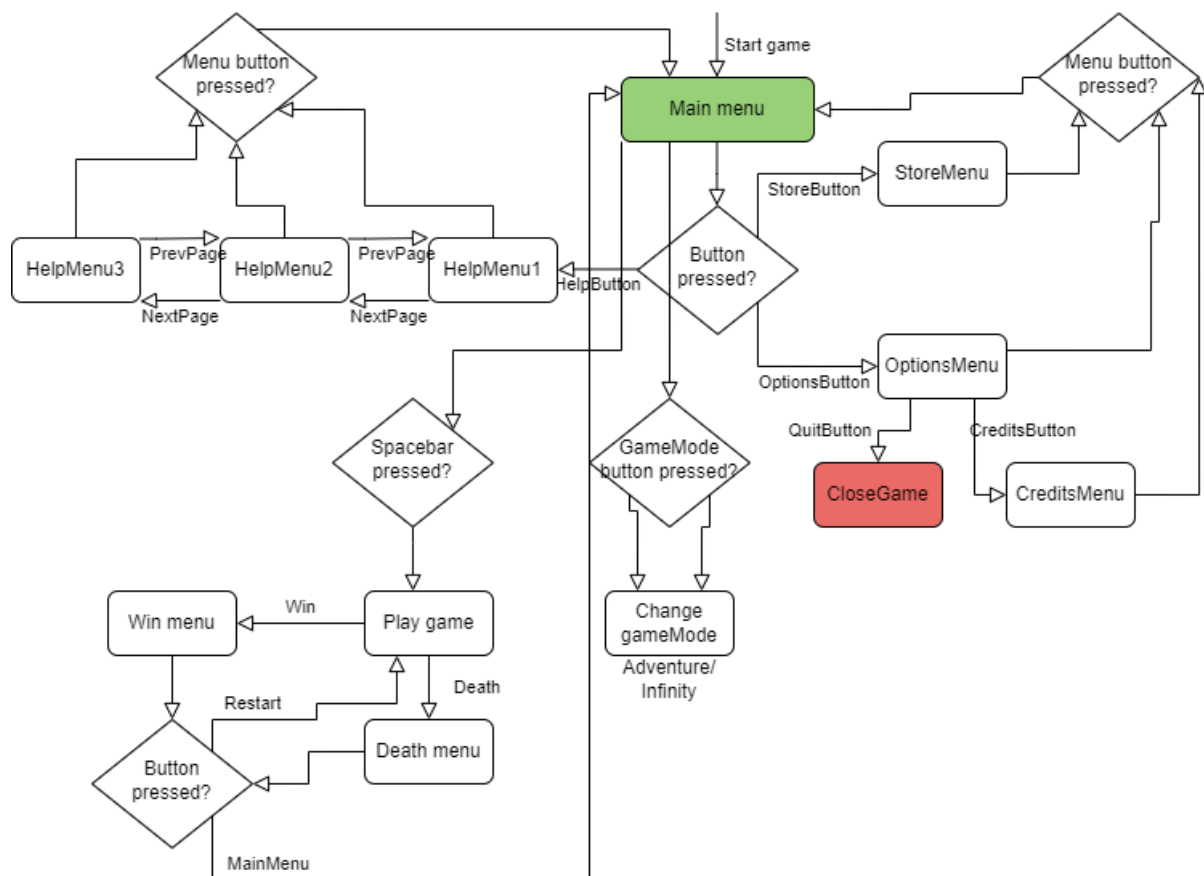 Start game
Menu button
pressed?
Menu button
pressed?
Main menu
StoreMenu
StoreButton
Button
pressed?
HelpMenu3
PrevPage
HelpMenu2
PrevPage
HelpMenu1
HelpButton
NextPage
NextPage
OptionsMenu
OptionsButton
QuitButton
CreditsButton
Spacebar
pressed?
GameMode
button pressed?
CloseGame
CreditsMenu
Win menu
Win
Play game
Change
gameMode
Adventure/
Infinity
Death
Restart
Death menu
Button
pressed?
MainMenu